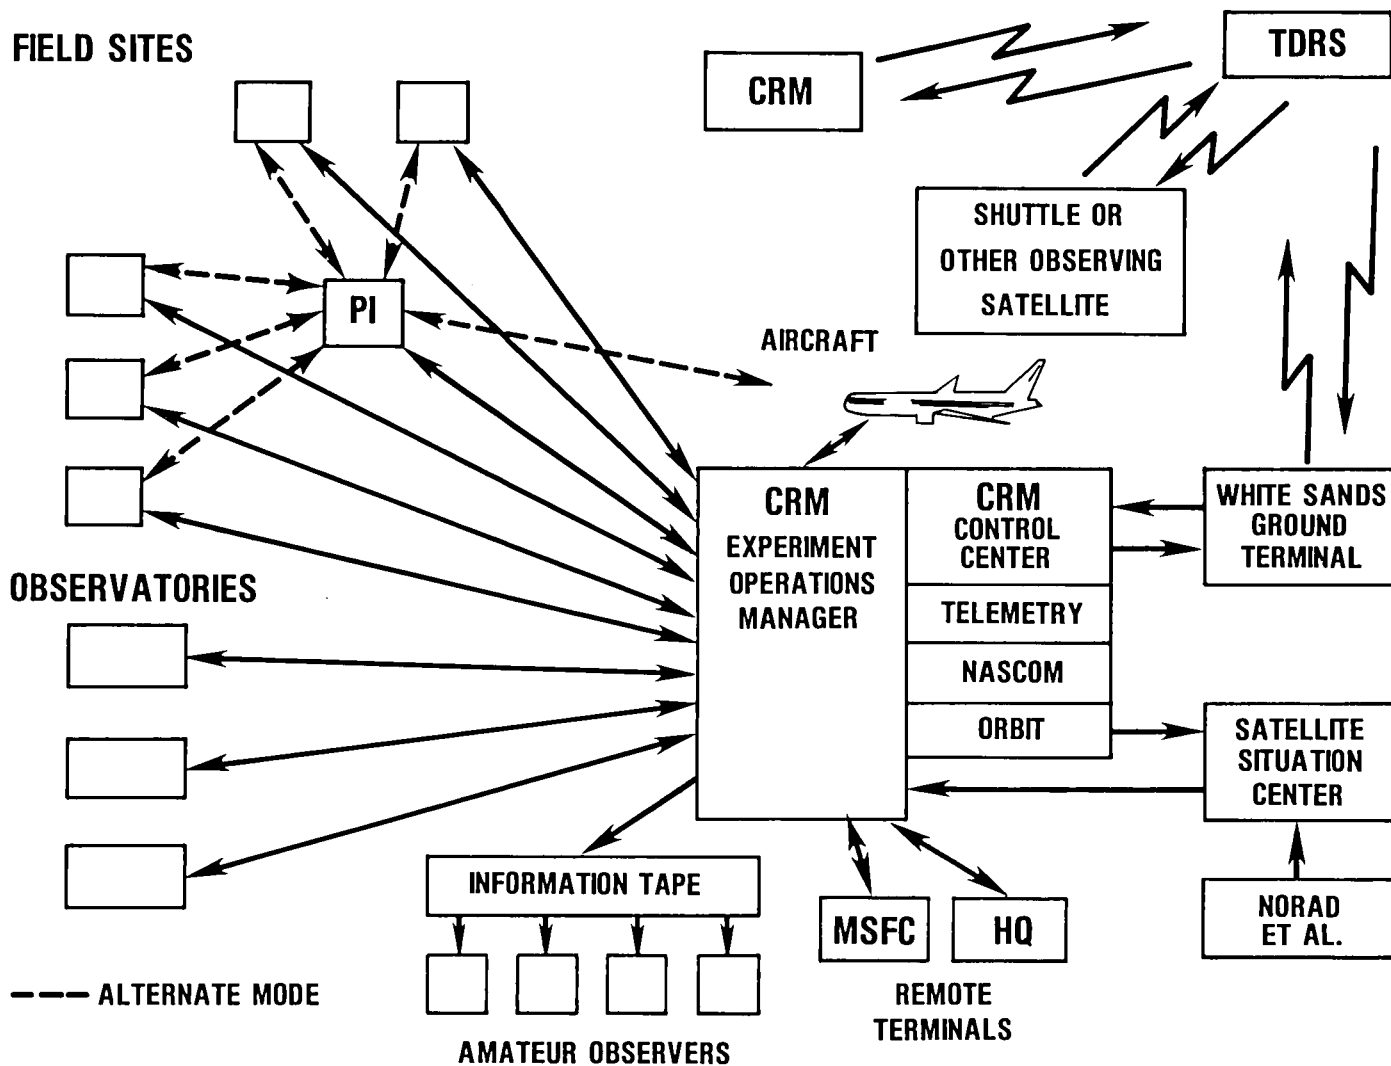 FIELD SITES
CRM
TDRS
SHUTTLE OR
OTHER OBSERVING
SATELLITE
PI
AIRCRAFT
CRM
EXPERIMENT
OPERATIONS
MANAGER
CRM
CONTROL
CENTER
TELEMETRY
NASCOM
ORBIT
WHITE SANDS
GROUND
TERMINAL
OBSERVATORIES
SATELLITE
SITUATION
CENTER
INFORMATION TAPE
MSFC
HQ
NORAD
ET AL.
ALTERNATE MODE
REMOTE
TERMINALS
AMATEUR OBSERVERS